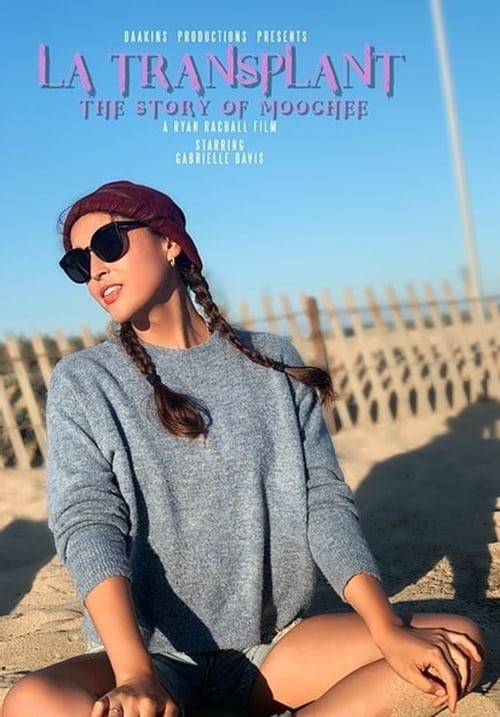 DAAKINS PRODUCTIONS PRESENTS
LA TRANSPLANT
THE STORY OF MOOCHEE
A RYAN RACHALL FILM
STARRING
GABRIELLE DAVIS